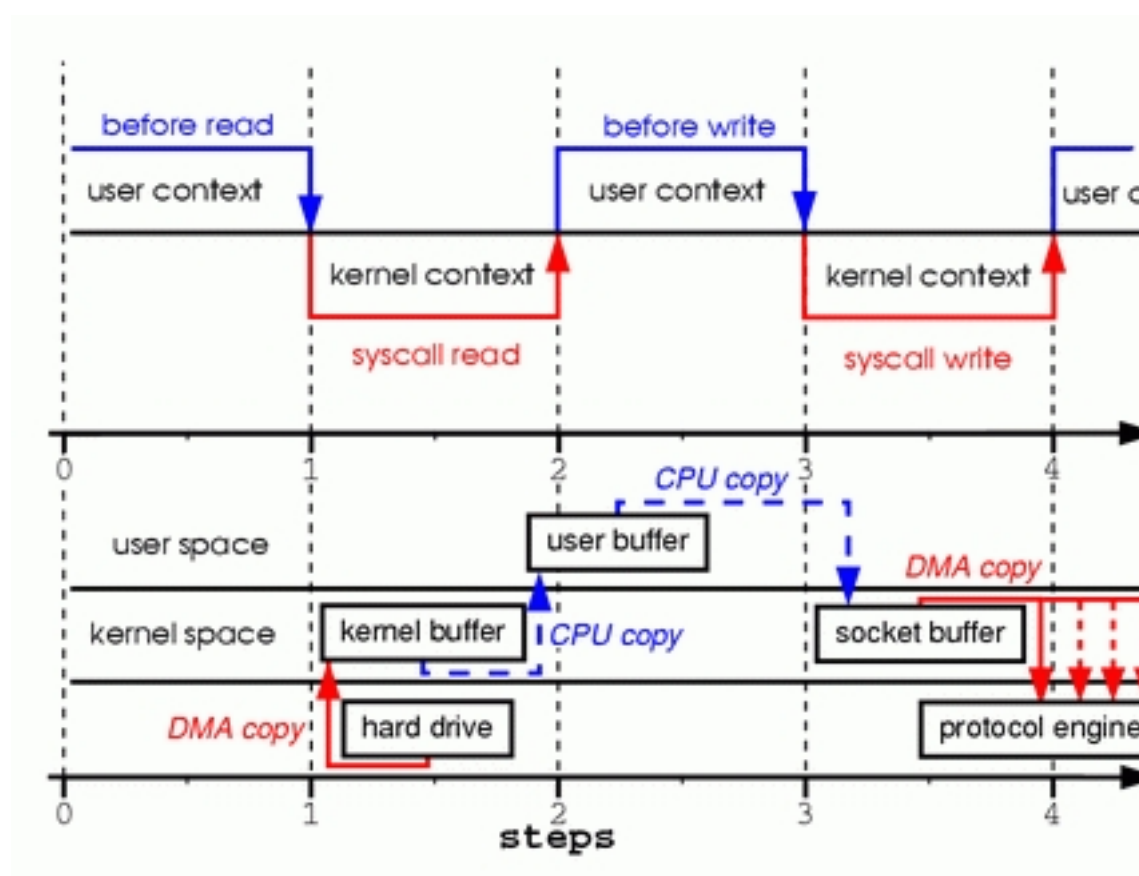 before read
before write
user context
user context
user c
kernel context
kernel context
syscall read
syscall write
0 1 2 3 4
CPU copy
user space
user buffer
DMA copy
kernel space
kernel buffer
CPU copy
socket buffer
DMA copy
hard drive
protocol engine
0 1 2 3 4
steps